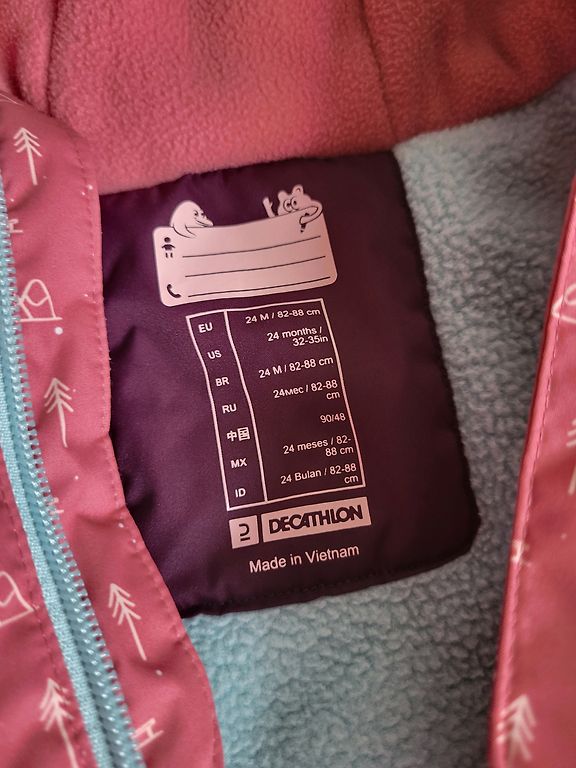 EU 24 M / 82-88 cm
US 24 months /
32-35in
BR 24 M / 82-88 cm
RU 24мес / 82-88
cm
中国 90/48
MX 24 meses / 82-
88 cm
ID 24 Bulan / 82-88
cm
DECATHLON
Made in Vietnam